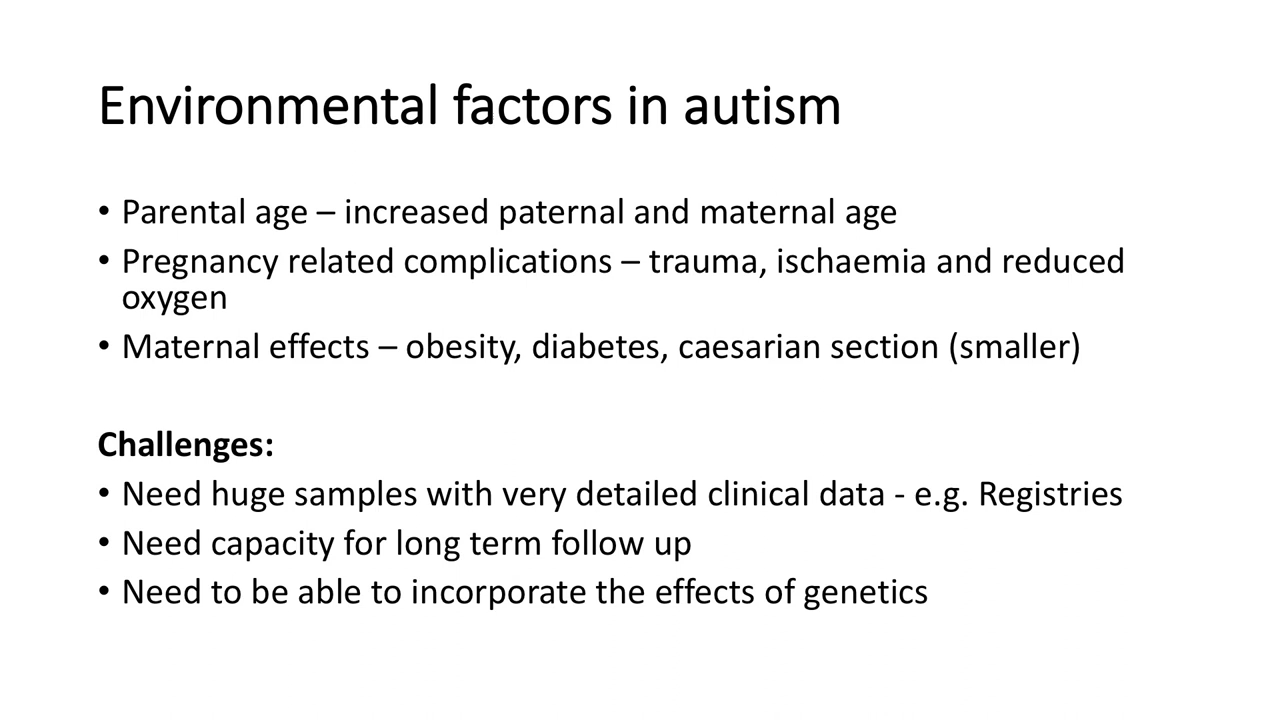 Environmental factors in autism
• Parental age – increased paternal and maternal age
• Pregnancy related complications – trauma, ischaemia and reduced
oxygen
• Maternal effects – obesity, diabetes, caesarian section (smaller)
Challenges:
• Need huge samples with very detailed clinical data - e.g. Registries
• Need capacity for long term follow up
• Need to be able to incorporate the effects of genetics